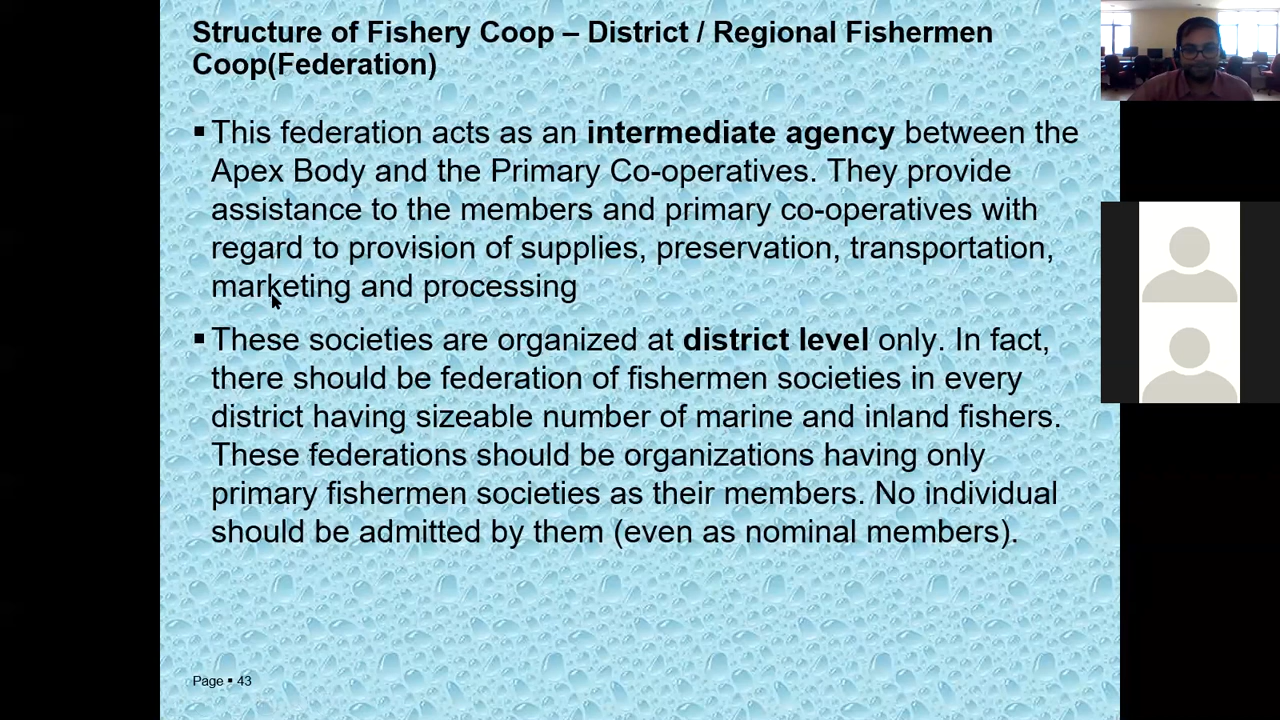 Structure of Fishery Coop – District / Regional Fishermen
Coop(Federation)
▪ This federation acts as an intermediate agency between the
Apex Body and the Primary Co-operatives. They provide
assistance to the members and primary co-operatives with
regard to provision of supplies, preservation, transportation,
marketing and processing
▪ These societies are organized at district level only. In fact,
there should be federation of fishermen societies in every
district having sizeable number of marine and inland fishers.
These federations should be organizations having only
primary fishermen societies as their members. No individual
should be admitted by them (even as nominal members).
Page ▪ 43